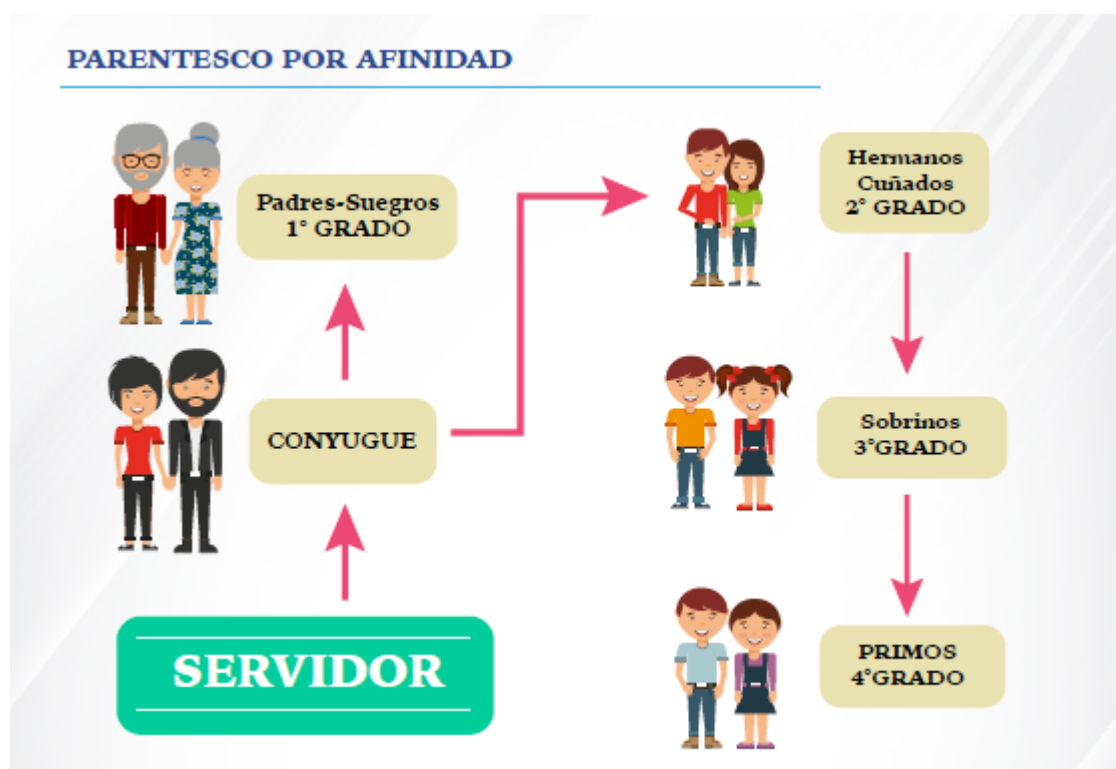 PARENTESCO POR AFINIDAD
Padres-Suegros
1° GRADO
CONYUGUE
SERVIDOR
Hermanos
Cuñados
2° GRADO
Sobrinos
3°GRADO
PRIMOS
4°GRADO